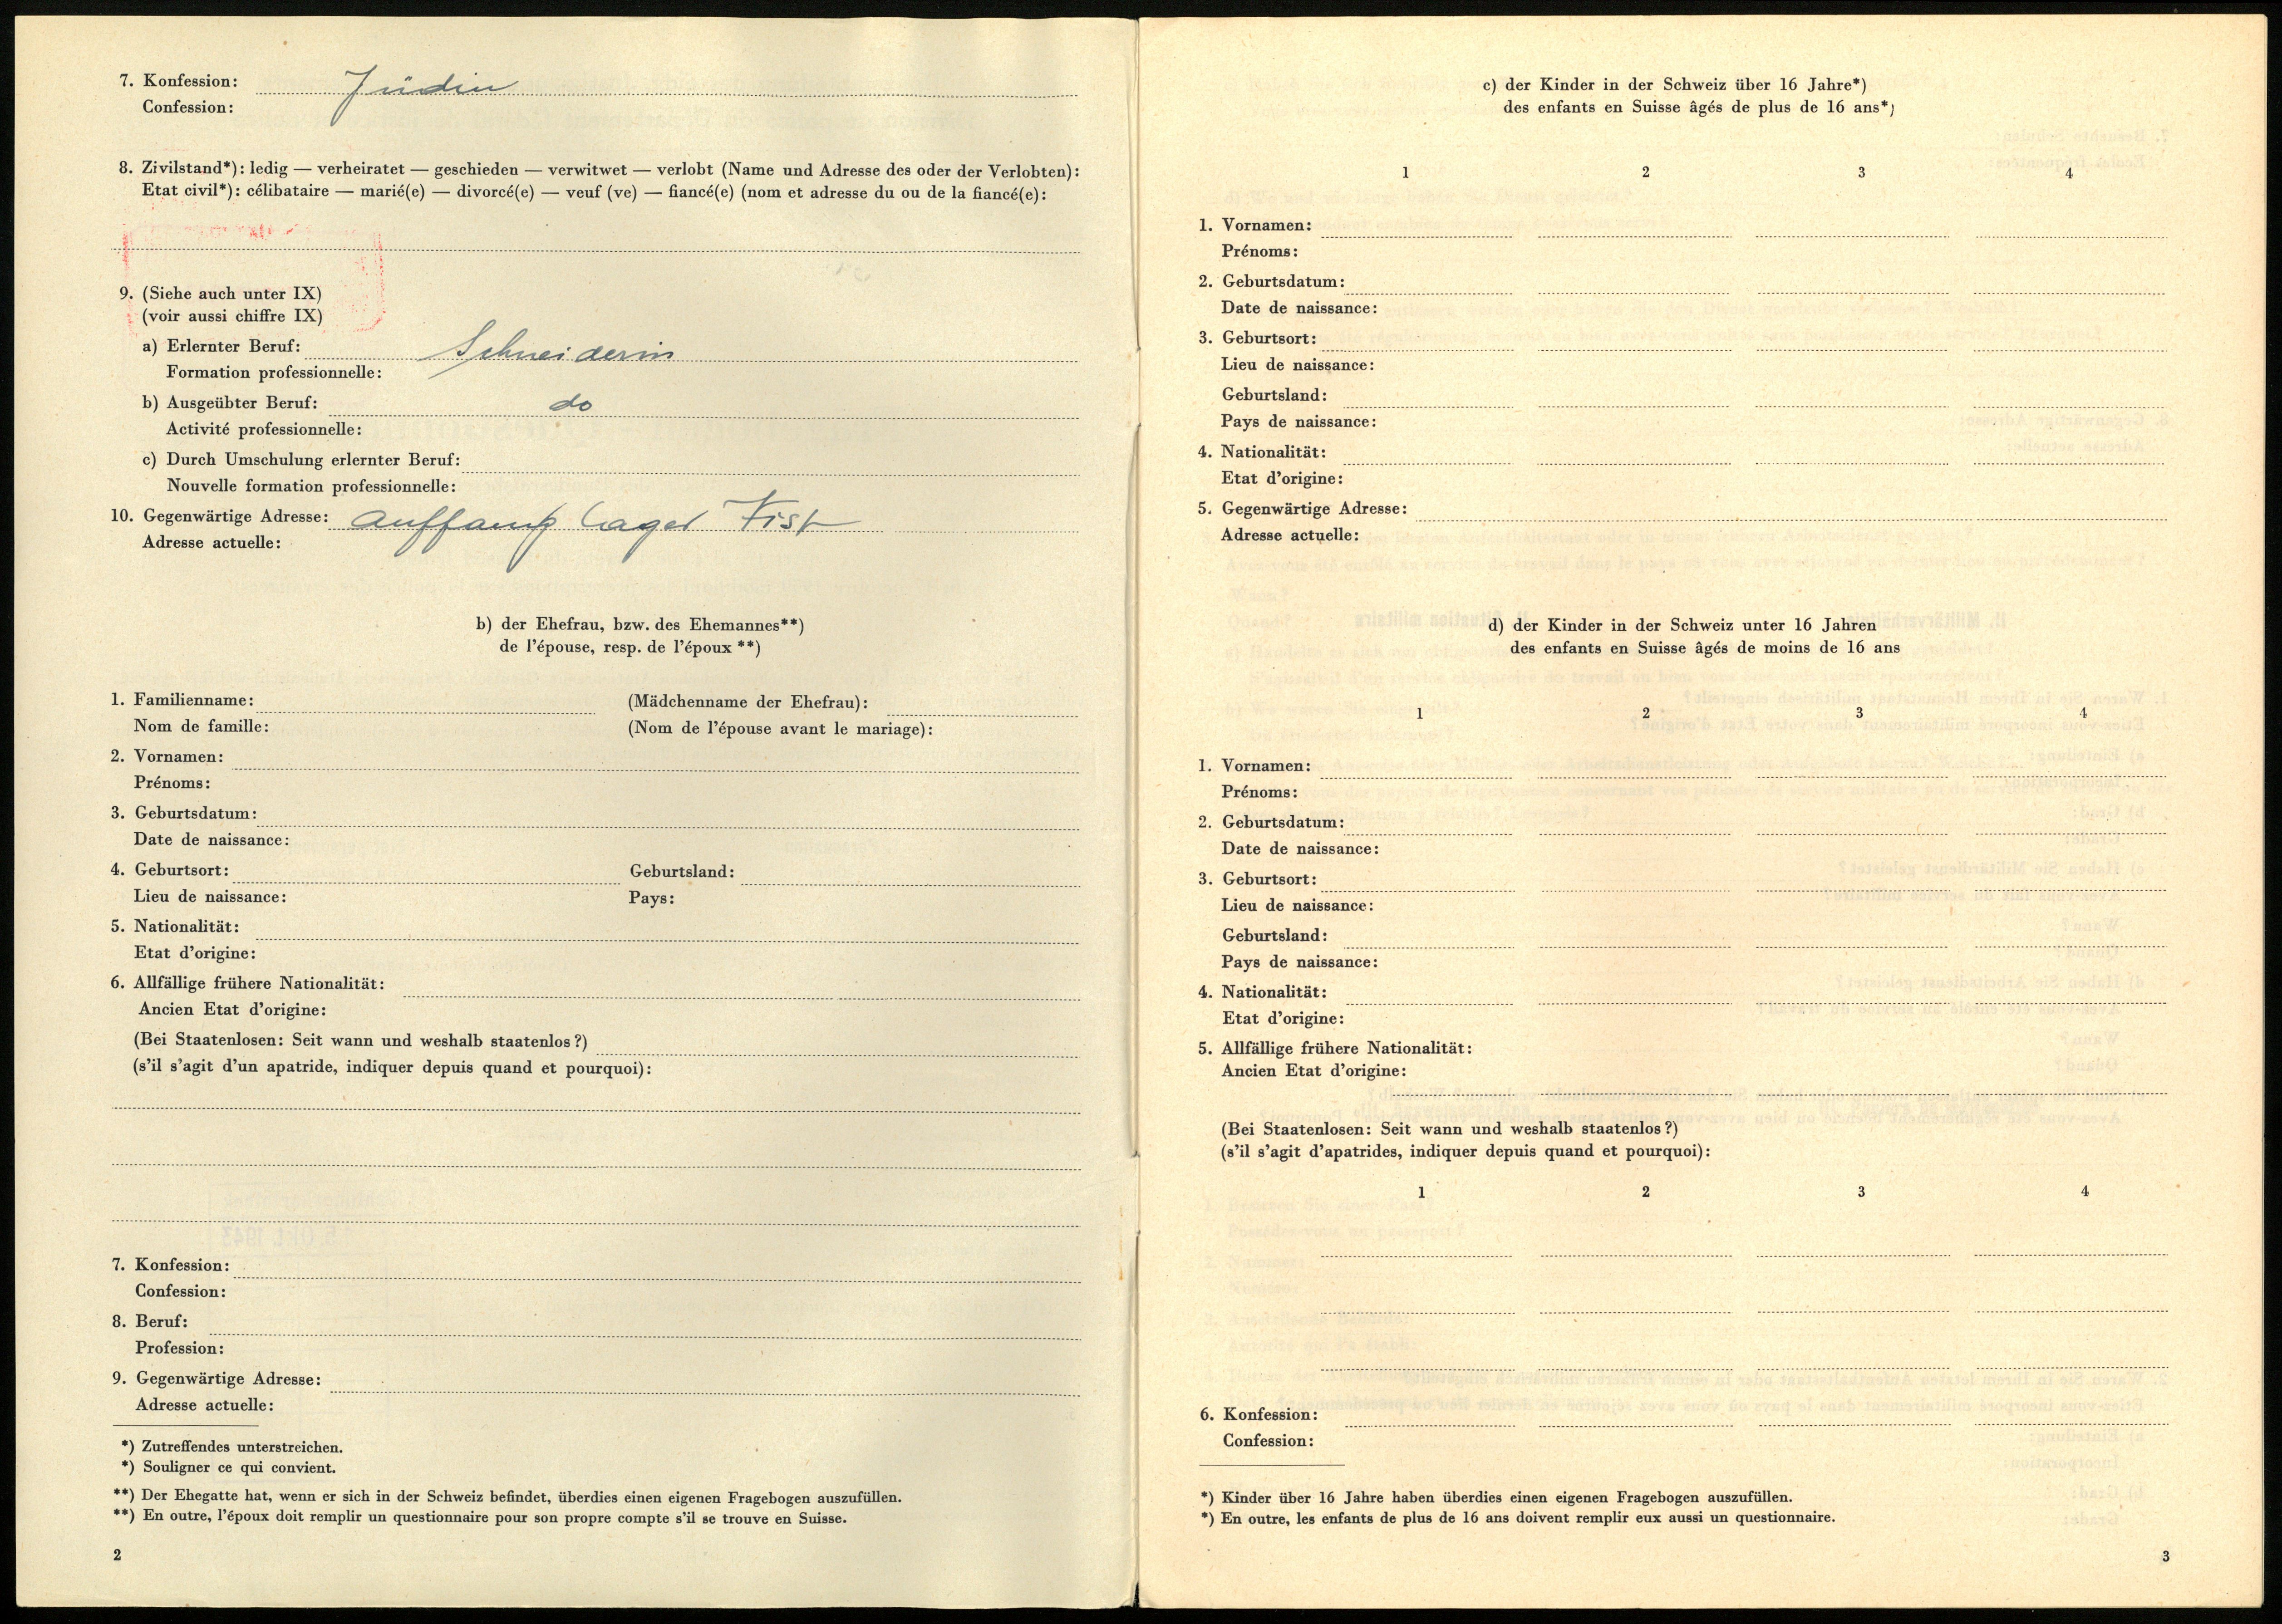 7. Konfession: Jüdin
Confession:
8. Zivilstand*): ledig — verheiratet — geschieden — verwitwet — verlobt (Name und Adresse des oder der Verlobten):
Etat civil*): célibataire — marié(e) — divorcé(e) — veuf (ve) — fiancé(e) (nom et adresse du ou de la fiancé(e):
9. (Siehe auch unter IX)
(voir aussi chiffre IX)
a) Erlernter Beruf: Schneiderin
Formation professionnelle:
b) Ausgeübter Beruf: do
Activité professionnelle:
c) Durch Umschulung erlernter Beruf:
Nouvelle formation professionnelle:
10. Gegenwärtige Adresse: Auffang Lager
Adresse actuelle:
b) der Ehefrau, bzw. des Ehemannes**)
de l'épouse, resp. de l'époux **)
1. Familienname: (Mädchenname der Ehefrau):
Nom de famille: (Nom de l'épouse avant le mariage):
2. Vornamen:
Prénoms:
3. Geburtsdatum:
Date de naissance:
4. Geburtsort: Geburtsland:
Lieu de naissance: Pays:
5. Nationalität:
Etat d'origine:
6. Allfällige frühere Nationalität:
Ancien Etat d'origine:
(Bei Staatenlosen: Seit wann und weshalb staatenlos?)
(s'il s'agit d'un apatride, indiquer depuis quand et pourquoi):
7. Konfession:
Confession:
8. Beruf:
Profession:
9. Gegenwärtige Adresse:
Adresse actuelle:
*) Zutreffendes unterstreichen.
*) Souligner ce qui convient.
**) Der Ehegatte hat, wenn er sich in der Schweiz befindet, überdies einen eigenen Fragebogen auszufüllen.
**) En outre, l'époux doit remplir un questionnaire pour son propre compte s'il se trouve en Suisse.
2
c) der Kinder in der Schweiz über 16 Jahre*)
des enfants en Suisse âgés de plus de 16 ans*)
1 2 3 4
1. Vornamen:
Prénoms:
2. Geburtsdatum:
Date de naissance:
3. Geburtsort:
Lieu de naissance:
Geburtsland:
Pays de naissance:
4. Nationalität:
Etat d'origine:
5. Gegenwärtige Adresse:
Adresse actuelle:
d) der Kinder in der Schweiz unter 16 Jahren
des enfants en Suisse âgés de moins de 16 ans
1 2 3 4
1. Vornamen:
Prénoms:
2. Geburtsdatum:
Date de naissance:
3. Geburtsort:
Lieu de naissance:
Geburtsland:
Pays de naissance:
4. Nationalität:
Etat d'origine:
5. Allfällige frühere Nationalität:
Ancien Etat d'origine:
(Bei Staatenlosen: Seit wann und weshalb staatenlos?)
(s'il s'agit d'apatrides, indiquer depuis quand et pourquoi):
1 2 3 4
6. Konfession:
Confession:
*) Kinder über 16 Jahre haben überdies einen eigenen Fragebogen auszufüllen.
*) En outre, les enfants de plus de 16 ans doivent remplir eux aussi un questionnaire.
3